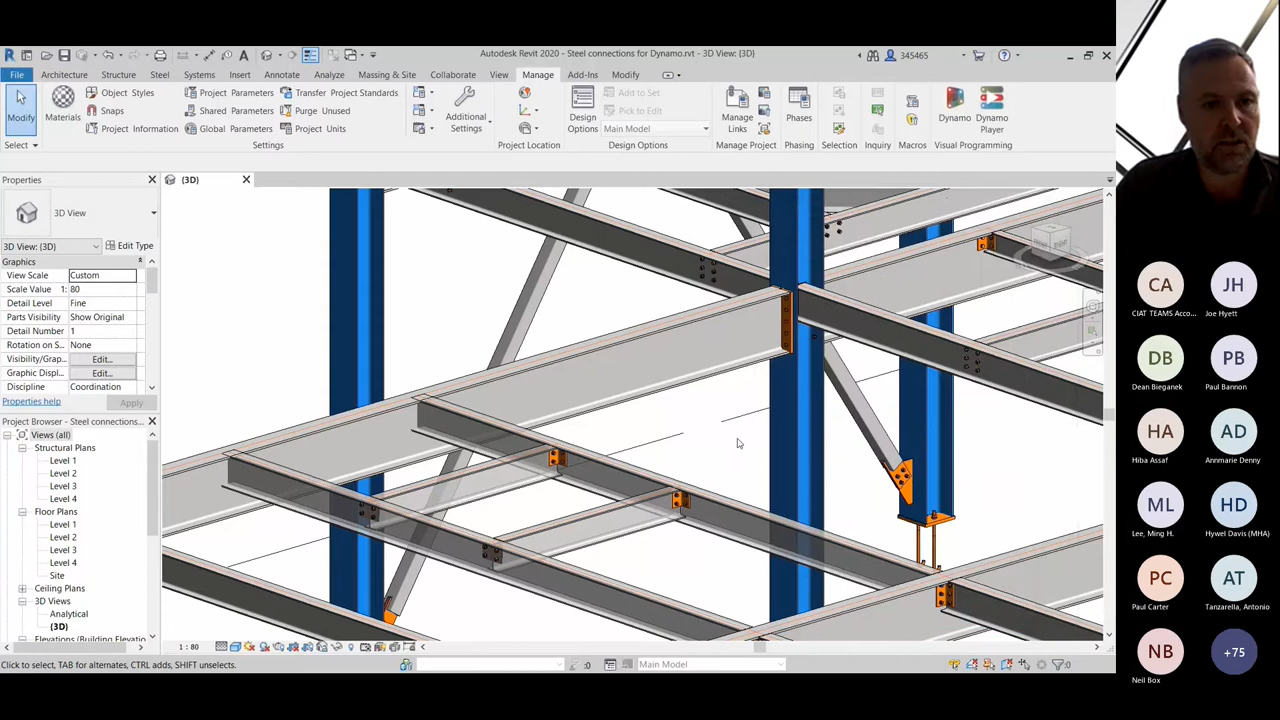 Autodesk Revit 2020 - Steel connections for Dynamo.rvt - 3D View: {3D}
345465
File Architecture Structure Steel Systems Insert Annotate Analyze Massing & Site Collaborate View Manage Add-Ins Modify
Modify
Select
Materials
Object Styles
Snaps
Project Information
Project Parameters
Shared Parameters
Global Parameters
Transfer Project Standards
Purge Unused
Project Units
Settings
Additional
Settings
Project Location
Design
Options
Add to Set
Pick to Edit
Main Model
Design Options
Manage
Links
Manage Project
Phases
Phasing
Selection
Inquiry
Macros
Dynamo
Dynamo
Player
Visual Programming
Properties
{3D}
3D View
3D View: {3D}
Edit Type
Graphics
View Scale Custom
Scale Value 1: 80
Detail Level Fine
Parts Visibility Show Original
Detail Number 1
Rotation on S... None
Visibility/Grap... Edit...
Graphic Displ... Edit...
Discipline Coordination
Properties help
Apply
Project Browser - Steel connections...
Views (all)
Structural Plans
Level 1
Level 2
Level 3
Level 4
Floor Plans
Level 1
Level 2
Level 3
Level 4
Site
Ceiling Plans
3D Views
Analytical
{3D}
Elevations (Building Elevatio
1 : 80
Click to select, TAB for alternates, CTRL adds, SHIFT unselects.
:0
Main Model
:0
CA
CIAT TEAMS Acco...
JH
Joe Hyett
DB
Dean Bieganek
PB
Paul Bannon
HA
Hiba Assaf
AD
Annmarie Denny
ML
Lee, Ming H.
HD
Hywel Davis (MHA)
PC
Paul Carter
AT
Tanzarella, Antonio
NB
Neil Box
+75